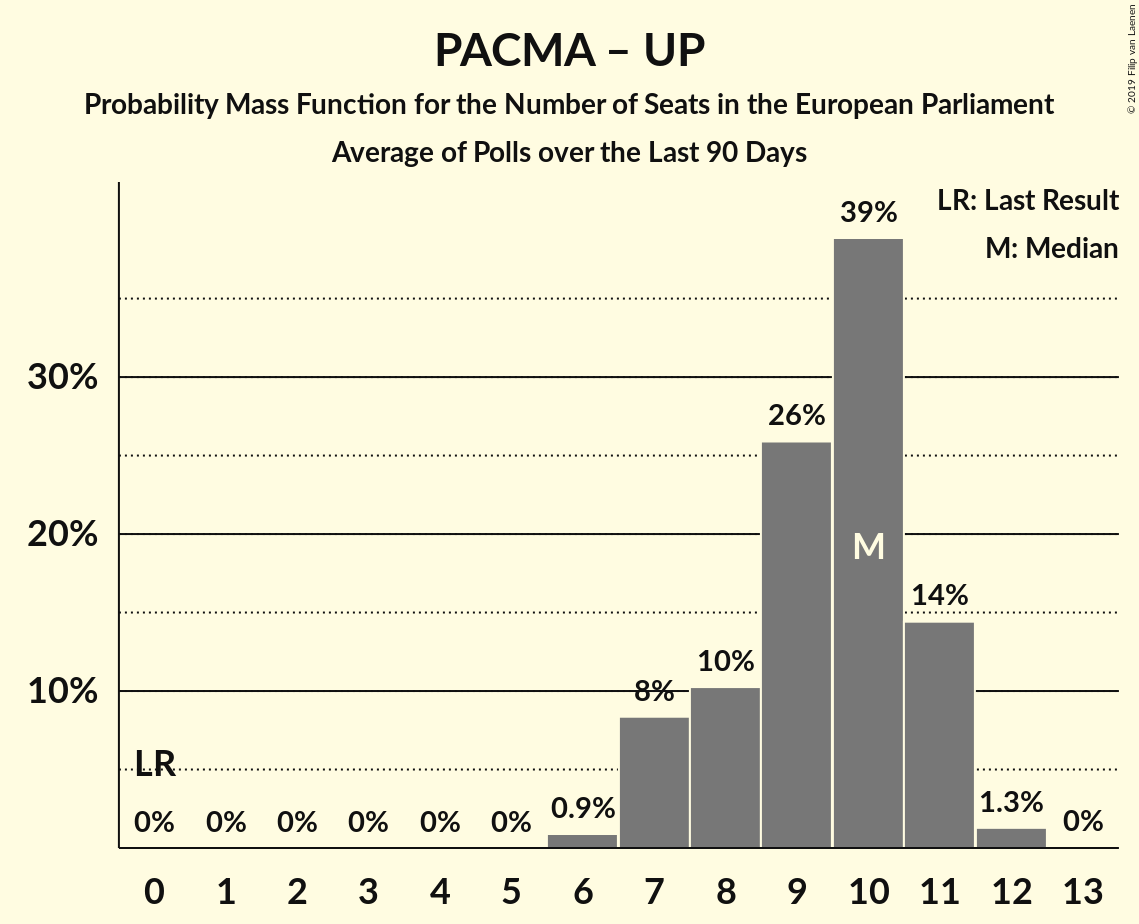 PACMA – UP
Probability Mass Function for the Number of Seats in the European Parliament
Average of Polls over the Last 90 Days
© 2019 Filip van Laenen
LR: Last Result
M: Median
39%
30%
26%
20%
M
14%
10%
10%
8%
LR
0% 0% 0% 0% 0% 0% 0.9% 1.3% 0%
0 1 2 3 4 5 6 7 8 9 10 11 12 13